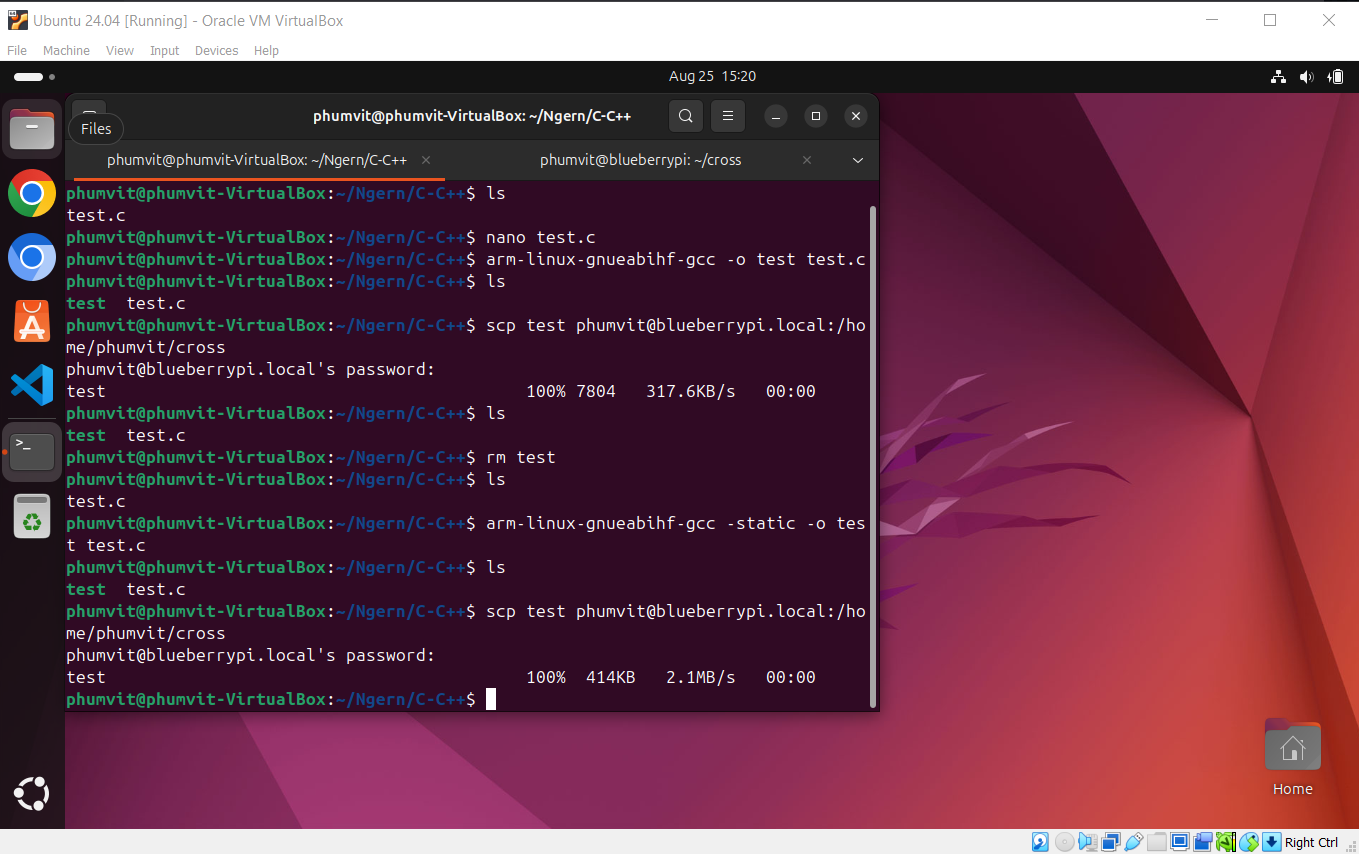 Ubuntu 24.04 [Running] - Oracle VM VirtualBox
File Machine View Input Devices Help
Aug 25 15:20
phumvit@phumvit-VirtualBox: ~/Ngern/C-C++
Files
phumvit@phumvit-VirtualBox: ~/Ngern/C-C++
phumvit@blueberrypi: ~/cross
phumvit@phumvit-VirtualBox:~/Ngern/C-C++$ ls
test.c
phumvit@phumvit-VirtualBox:~/Ngern/C-C++$ nano test.c
phumvit@phumvit-VirtualBox:~/Ngern/C-C++$ arm-linux-gnueabihf-gcc -o test test.c
phumvit@phumvit-VirtualBox:~/Ngern/C-C++$ ls
test  test.c
phumvit@phumvit-VirtualBox:~/Ngern/C-C++$ scp test phumvit@blueberrypi.local:/ho
me/phumvit/cross
phumvit@blueberrypi.local's password:
test 100% 7804 317.6KB/s 00:00
phumvit@phumvit-VirtualBox:~/Ngern/C-C++$ ls
test  test.c
phumvit@phumvit-VirtualBox:~/Ngern/C-C++$ rm test
phumvit@phumvit-VirtualBox:~/Ngern/C-C++$ ls
test.c
phumvit@phumvit-VirtualBox:~/Ngern/C-C++$ arm-linux-gnueabihf-gcc -static -o tes
t test.c
phumvit@phumvit-VirtualBox:~/Ngern/C-C++$ ls
test  test.c
phumvit@phumvit-VirtualBox:~/Ngern/C-C++$ scp test phumvit@blueberrypi.local:/ho
me/phumvit/cross
phumvit@blueberrypi.local's password:
test 100% 414KB 2.1MB/s 00:00
phumvit@phumvit-VirtualBox:~/Ngern/C-C++$
Home
Right Ctrl